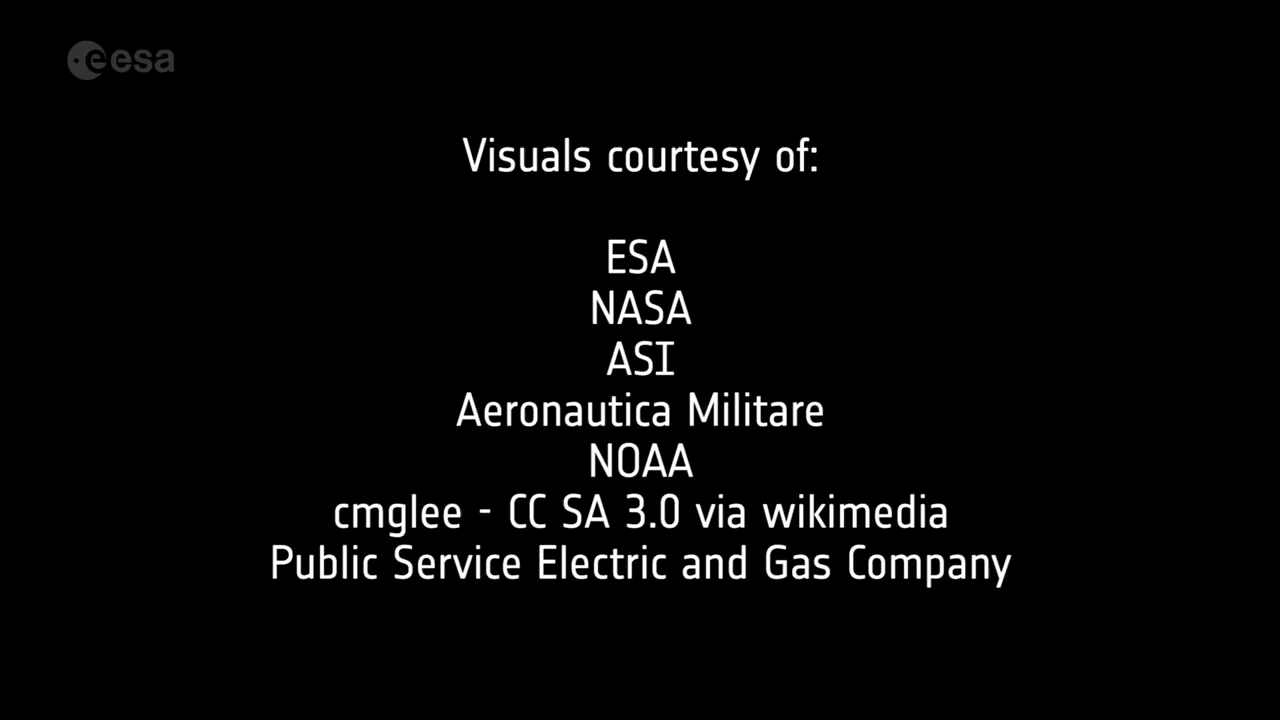 esa
Visuals courtesy of:
ESA
NASA
ASI
Aeronautica Militare
NOAA
cmglee - CC SA 3.0 via wikimedia
Public Service Electric and Gas Company